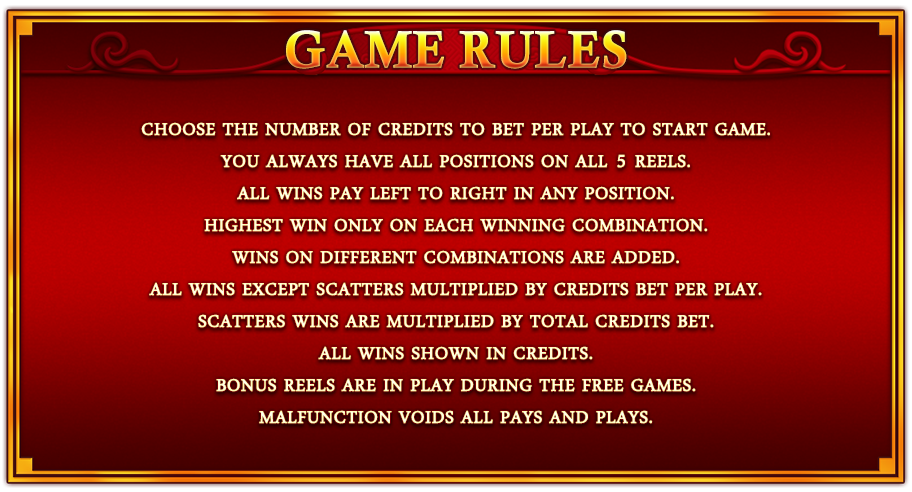 GAME RULES
CHOOSE THE NUMBER OF CREDITS TO BET PER PLAY TO START GAME.
YOU ALWAYS HAVE ALL POSITIONS ON ALL 5 REELS.
ALL WINS PAY LEFT TO RIGHT IN ANY POSITION.
HIGHEST WIN ONLY ON EACH WINNING COMBINATION.
WINS ON DIFFERENT COMBINATIONS ARE ADDED.
ALL WINS EXCEPT SCATTERS MULTIPLIED BY CREDITS BET PER PLAY.
SCATTERS WINS ARE MULTIPLIED BY TOTAL CREDITS BET.
ALL WINS SHOWN IN CREDITS.
BONUS REELS ARE IN PLAY DURING THE FREE GAMES.
MALFUNCTION VOIDS ALL PAYS AND PLAYS.